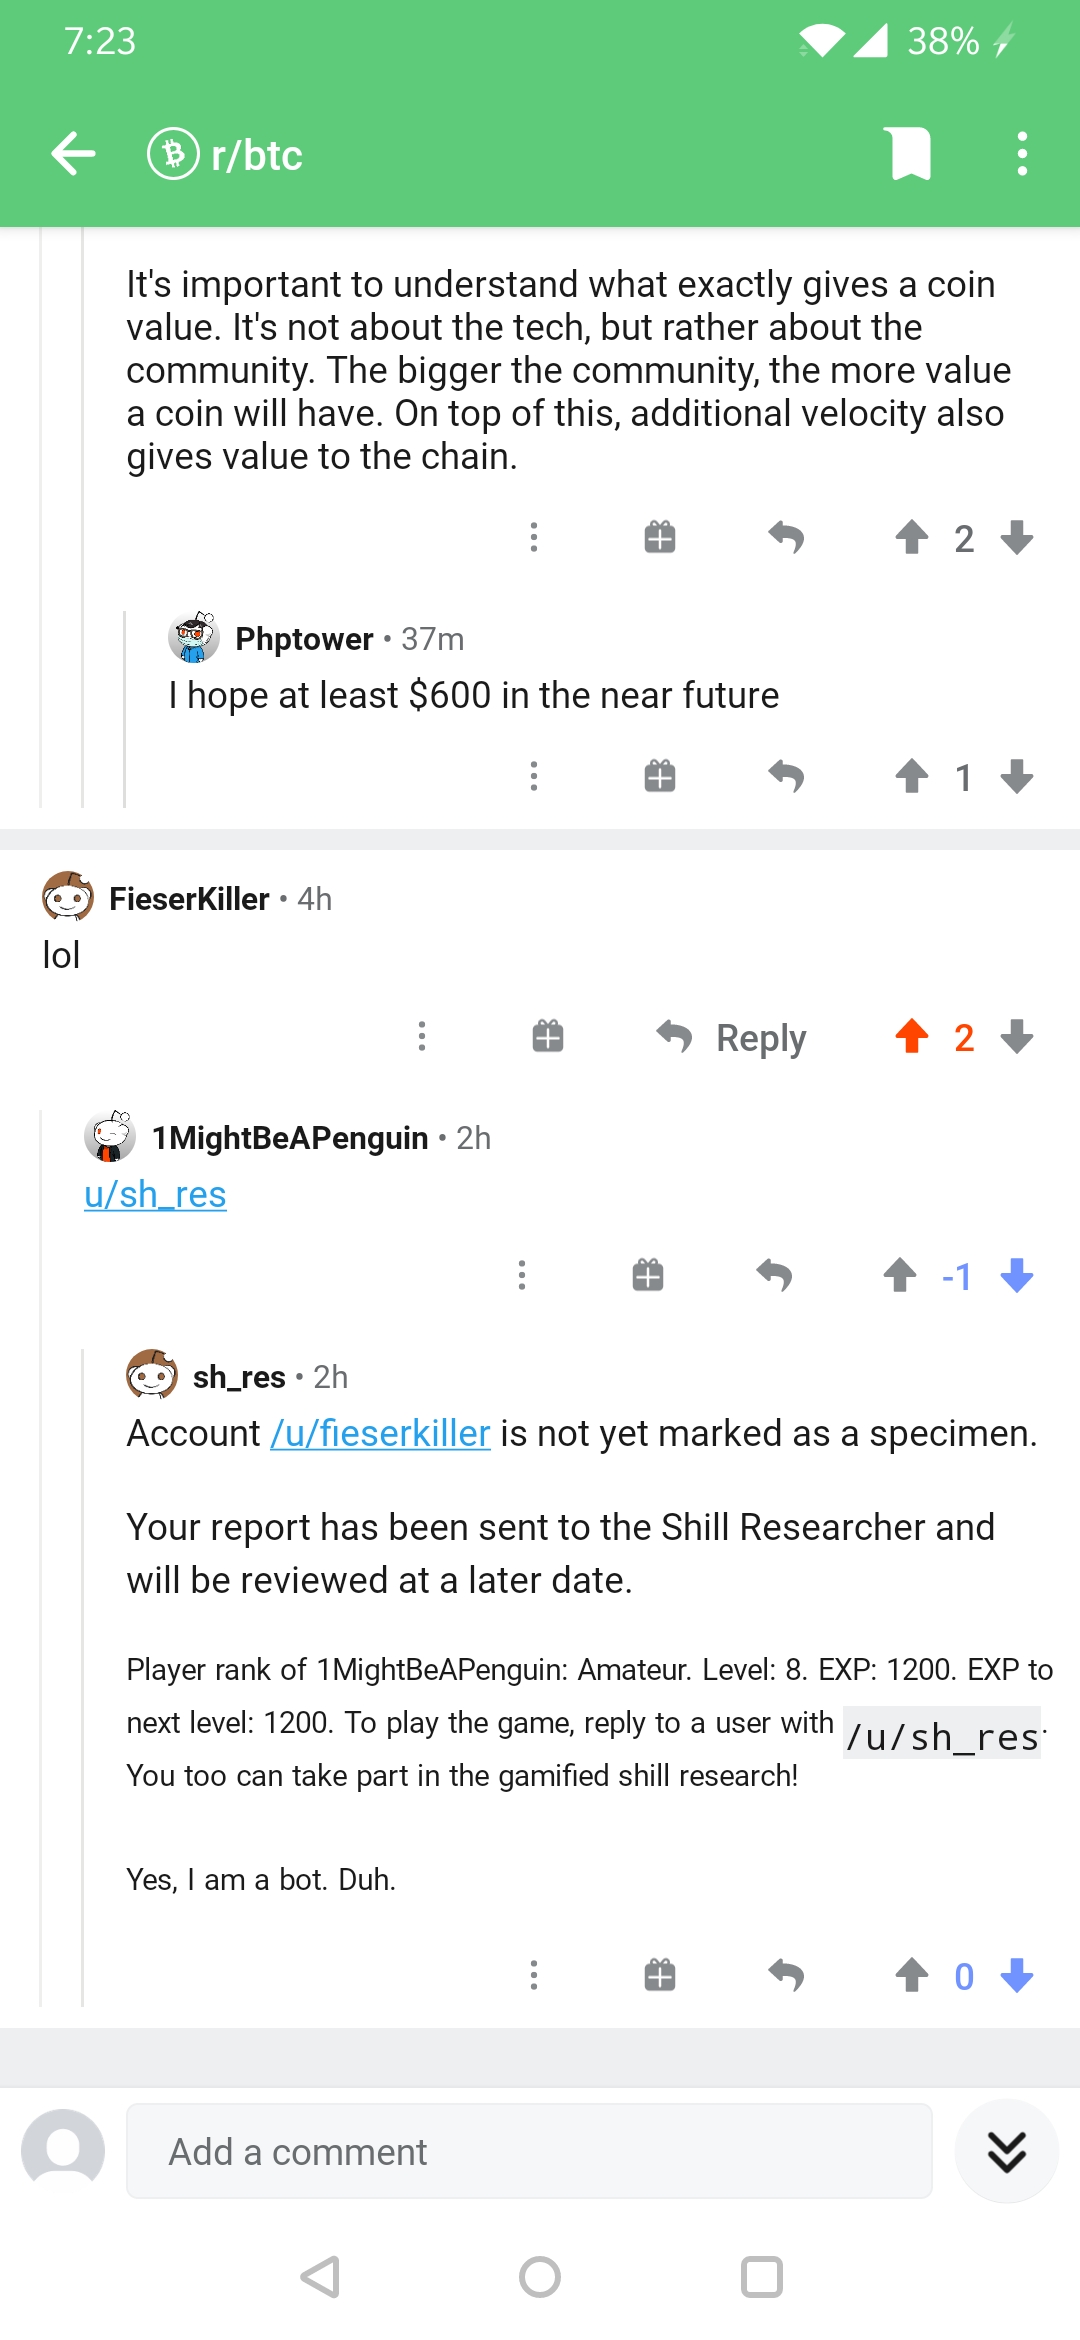 7:23
38%
r/btc
It's important to understand what exactly gives a coin
value. It's not about the tech, but rather about the
community. The bigger the community, the more value
a coin will have. On top of this, additional velocity also
gives value to the chain.
2
Phptower • 37m
I hope at least $600 in the near future
1
FieserKiller • 4h
lol
Reply 2
1MightBeAPenguin • 2h
u/sh_res
-1
sh_res • 2h
Account /u/fieserkiller is not yet marked as a specimen.
Your report has been sent to the Shill Researcher and
will be reviewed at a later date.
Player rank of 1MightBeAPenguin: Amateur. Level: 8. EXP: 1200. EXP to
next level: 1200. To play the game, reply to a user with /u/sh_res.
You too can take part in the gamified shill research!
Yes, I am a bot. Duh.
0
Add a comment